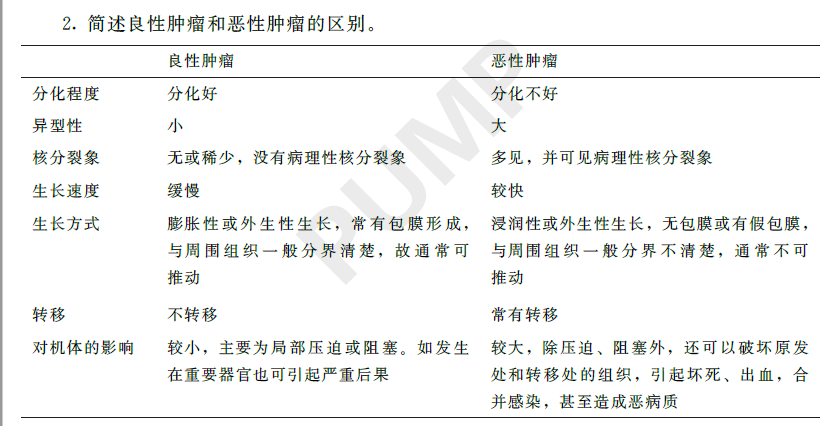 2. 简述良性肿瘤和恶性肿瘤的区别。
良性肿瘤 恶性肿瘤
分化程度 分化好 分化不好
异型性 小 大
核分裂象 无或稀少，没有病理性核分裂象 多见，并可见病理性核分裂象
生长速度 缓慢 较快
生长方式 膨胀性或外生性生长，常有包膜形成， 浸润性或外生性生长，无包膜或有假包膜，
与周围组织一般分界清楚，故通常可 与周围组织一般分界不清楚，通常不可
推动 推动
转移 不转移 常有转移
对机体的影响 较小，主要为局部压迫或阻塞。如发生 较大，除压迫、阻塞外，还可以破坏原发
在重要器官也可引起严重后果 处和转移处的组织，引起坏死、出血，合
并感染，甚至造成恶病质
PUMP